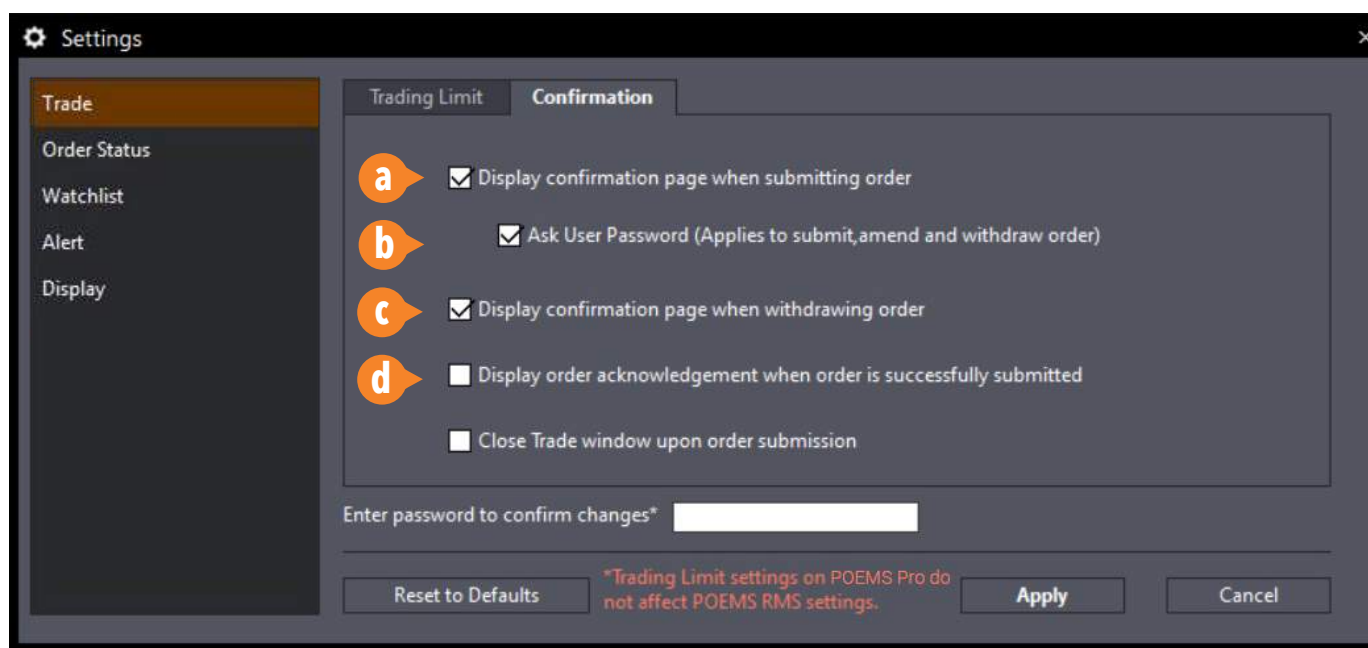 Settings
Trade
Order Status
Watchlist
Alert
Display
Trading Limit
Confirmation
a
Display confirmation page when submitting order
b
Ask User Password (Applies to submit,amend and withdraw order)
c
Display confirmation page when withdrawing order
d
Display order acknowledgement when order is successfully submitted
Close Trade window upon order submission
Enter password to confirm changes*
Reset to Defaults
*Trading Limit settings on POEMS Pro do
not affect POEMS RMS settings.
Apply
Cancel